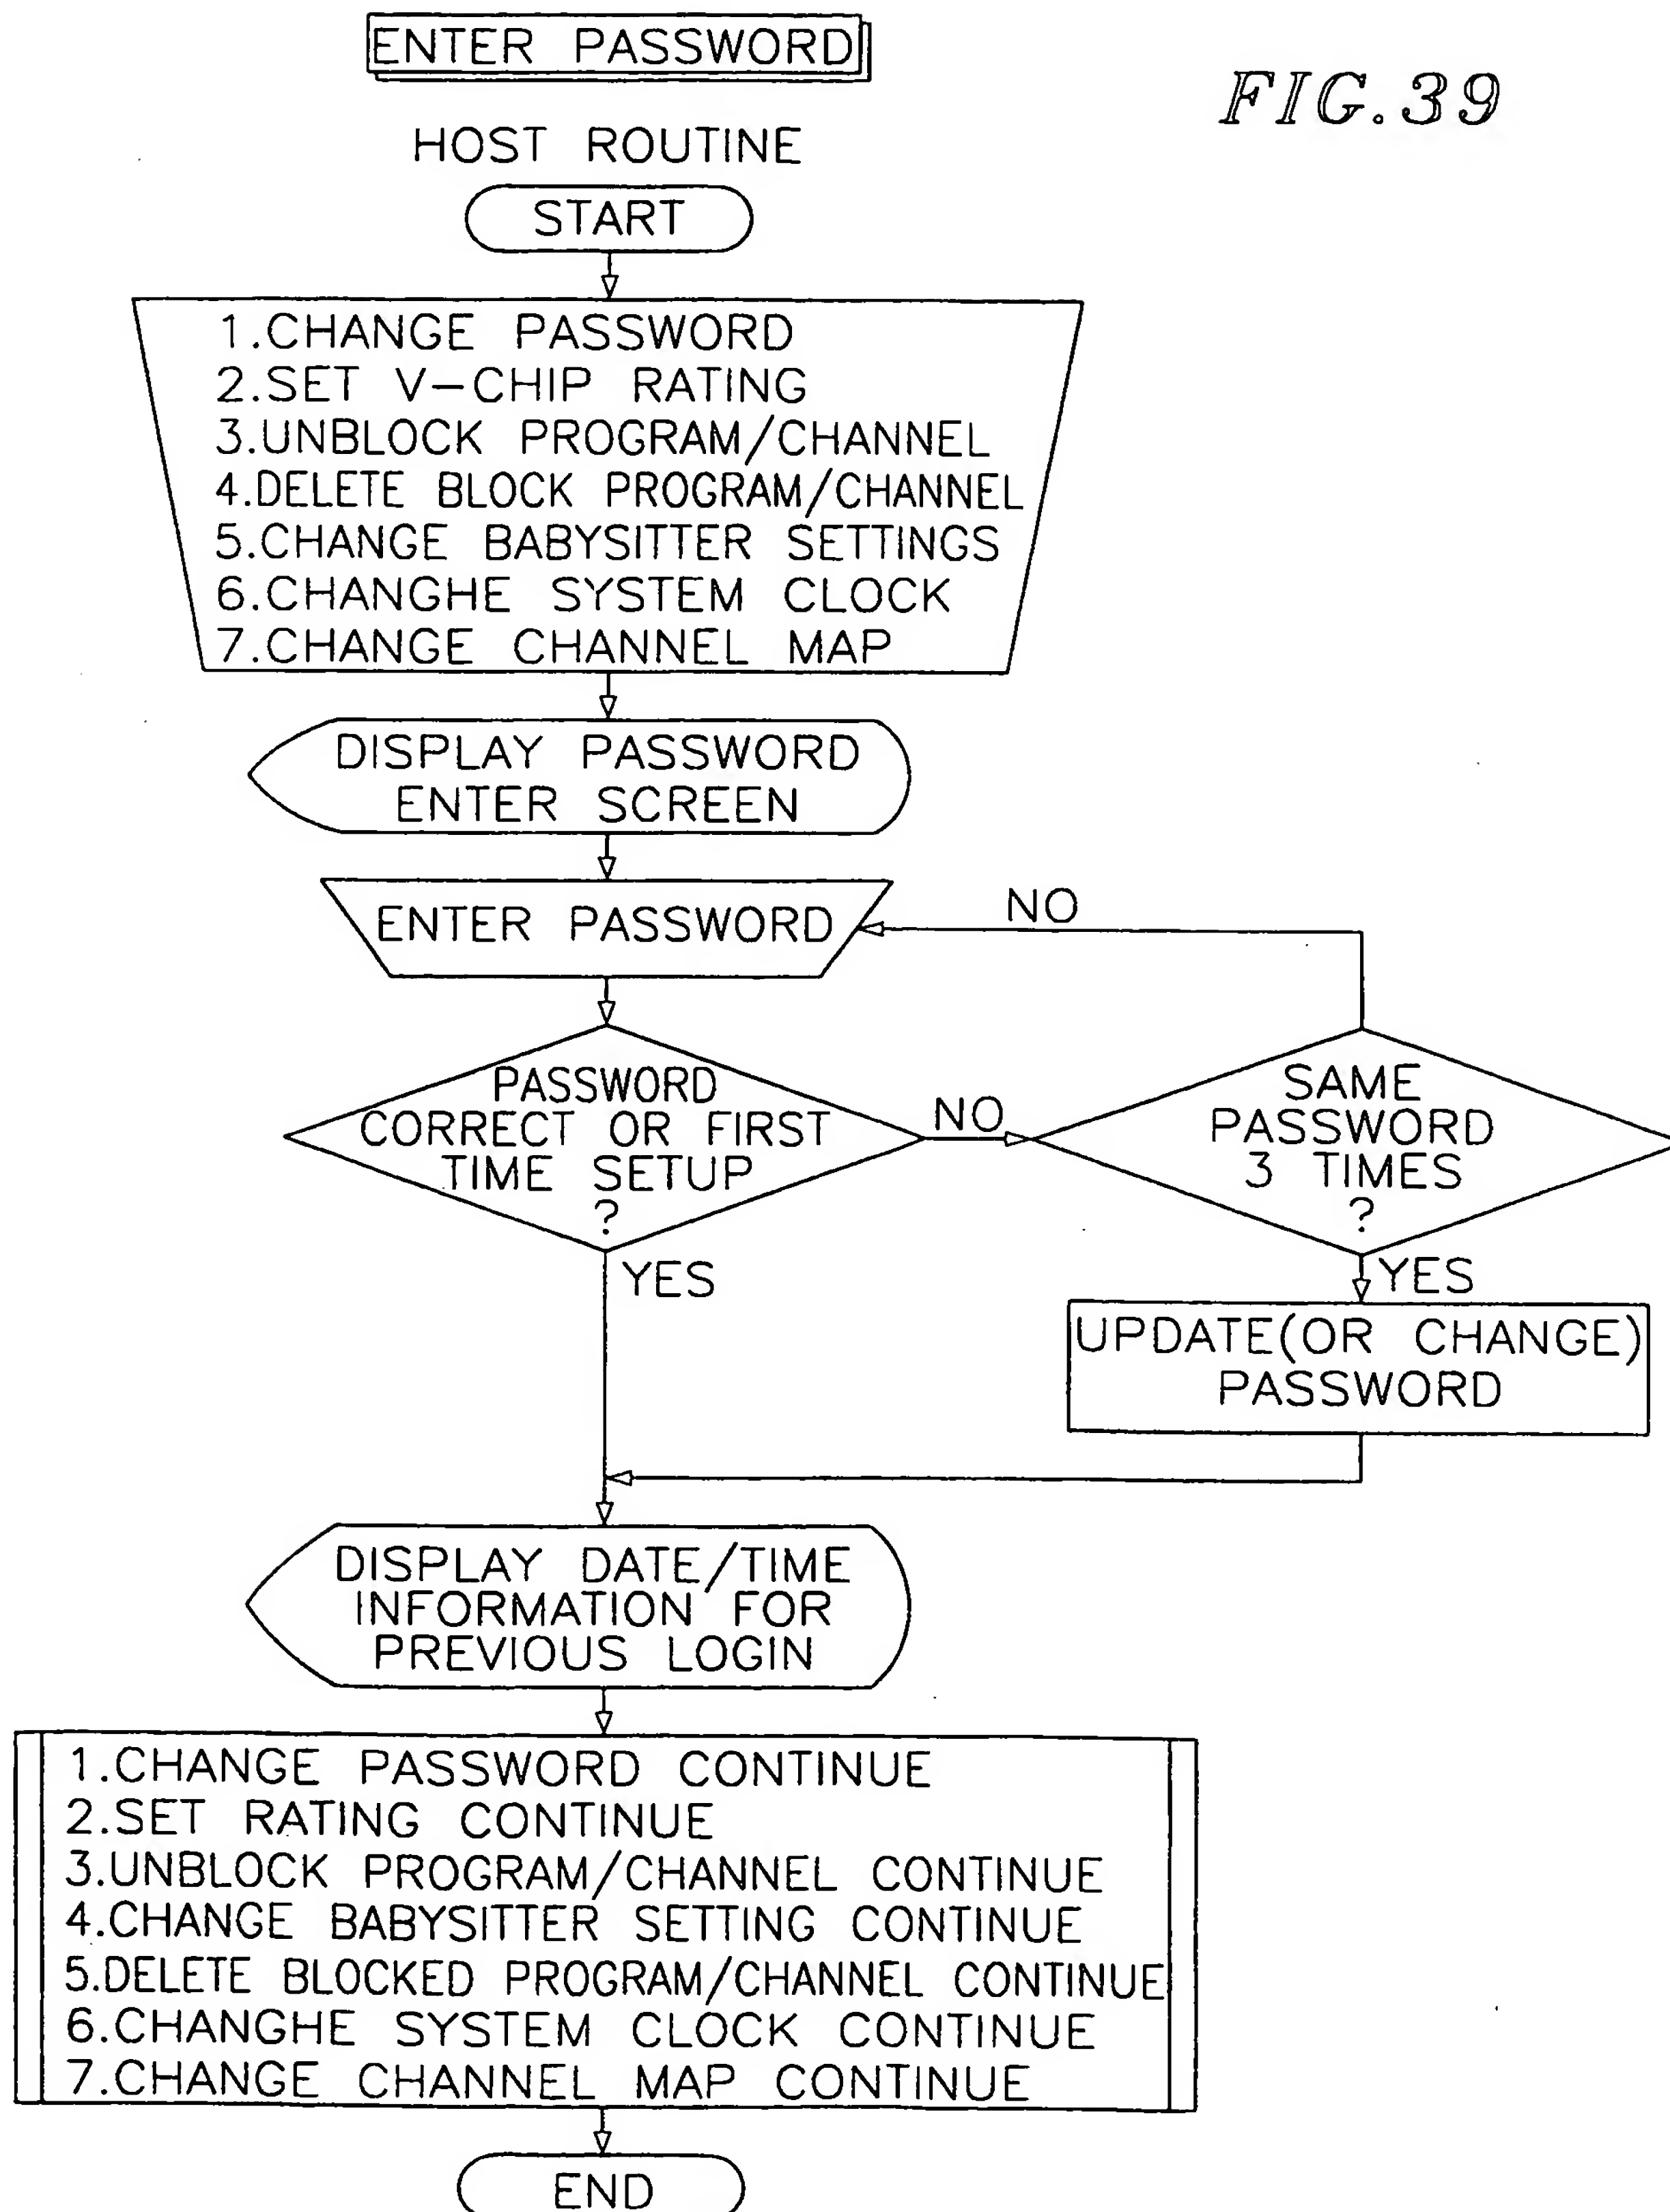 ENTER PASSWORD
FIG.39
HOST ROUTINE
START
1.CHANGE PASSWORD
2.SET V-CHIP RATING
3.UNBLOCK PROGRAM/CHANNEL
4.DELETE BLOCK PROGRAM/CHANNEL
5.CHANGE BABYSITTER SETTINGS
6.CHANGHE SYSTEM CLOCK
7.CHANGE CHANNEL MAP
DISPLAY PASSWORD
ENTER SCREEN
ENTER PASSWORD
NO
PASSWORD
CORRECT OR FIRST
TIME SETUP
?
NO
SAME
PASSWORD
3 TIMES
?
YES
YES
UPDATE(OR CHANGE)
PASSWORD
DISPLAY DATE/TIME
INFORMATION FOR
PREVIOUS LOGIN
1.CHANGE PASSWORD CONTINUE
2.SET RATING CONTINUE
3.UNBLOCK PROGRAM/CHANNEL CONTINUE
4.CHANGE BABYSITTER SETTING CONTINUE
5.DELETE BLOCKED PROGRAM/CHANNEL CONTINUE
6.CHANGHE SYSTEM CLOCK CONTINUE
7.CHANGE CHANNEL MAP CONTINUE
END